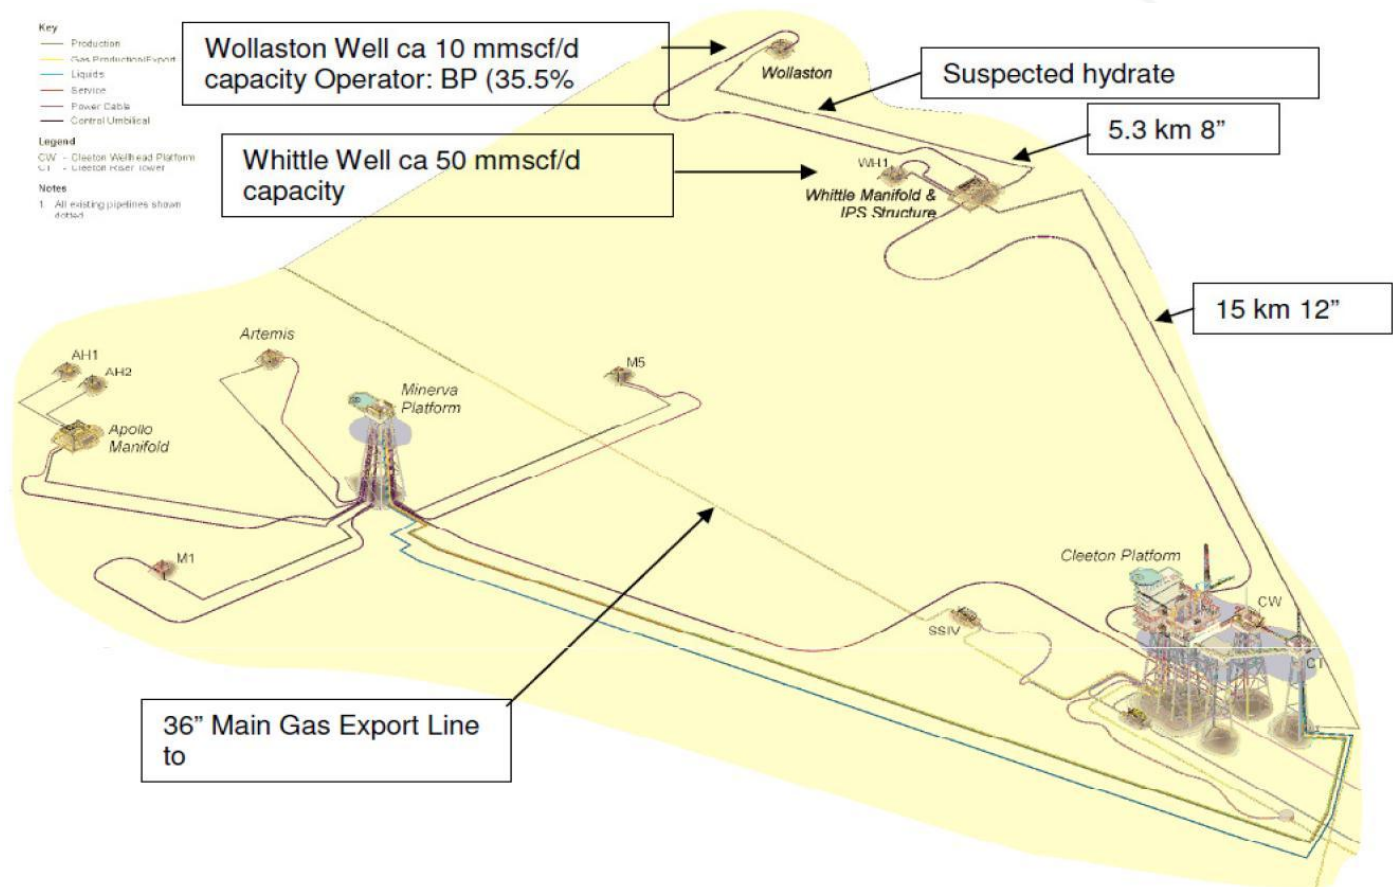 Key
Production
Gas Production/Export
Liquids
Service
Power Cable
Control Umbilical
Legend
CW - Cleeton Wellhead Platform
CT - Cleeton Riser Tower
Notes
1. All existing pipelines shown
dotted
Wollaston Well ca 10 mmscf/d
capacity Operator: BP (35.5%
Wollaston
Suspected hydrate
5.3 km 8”
Whittle Well ca 50 mmscf/d
capacity
WH1
Whittle Manifold &
IPS Structure
15 km 12”
Artemis
AH1
AH2
Apollo
Manifold
Minerva
Platform
M5
M1
Cleeton Platform
CW
CT
SSIV
36” Main Gas Export Line
to